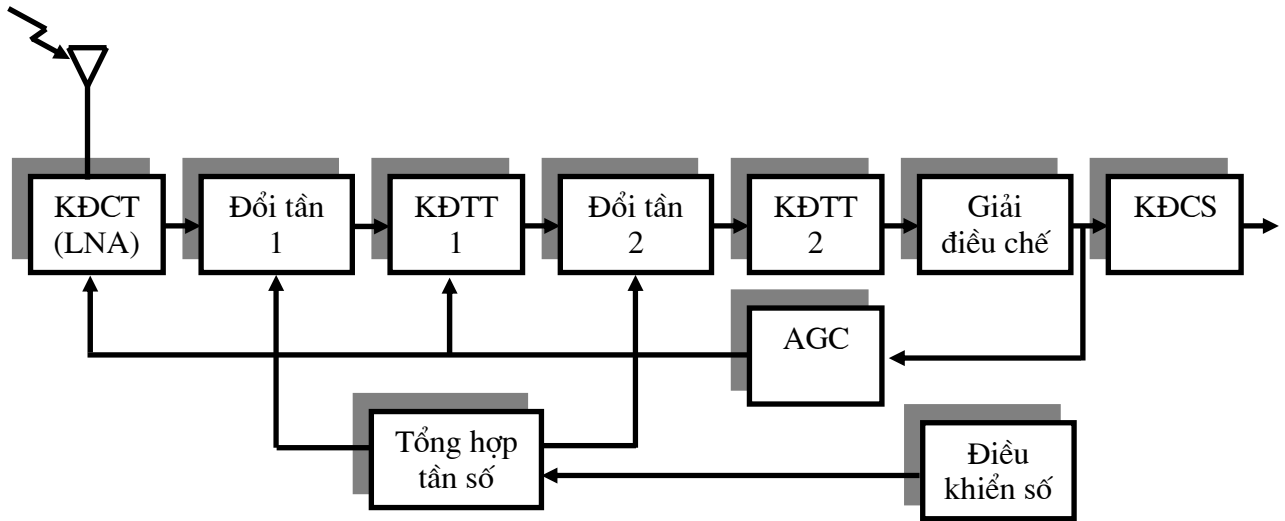 KĐCT
(LNA)
Đổi tần
1
KĐTT
1
Đổi tần
2
KĐTT
2
Giải
điều chế
KĐCS
AGC
Tổng hợp
tần số
Điều
khiển số